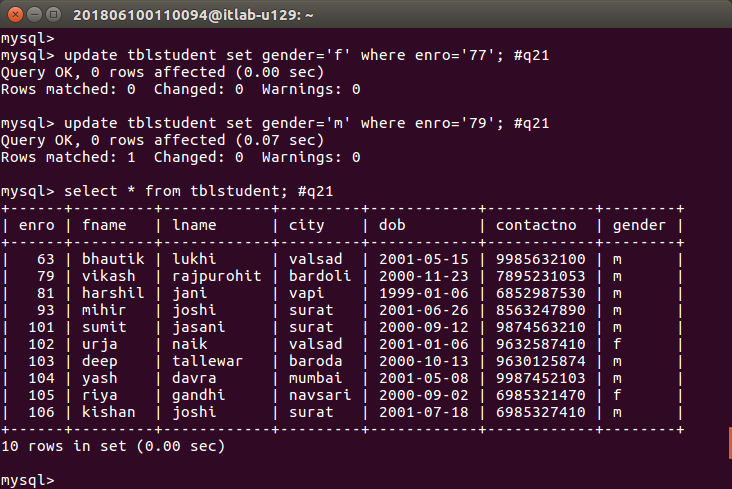 201806100110094@itlab-u129: ~
mysql>
mysql> update tblstudent set gender='f' where enro='77'; #q21
Query OK, 0 rows affected (0.00 sec)
Rows matched: 0  Changed: 0  Warnings: 0

mysql> update tblstudent set gender='m' where enro='79'; #q21
Query OK, 0 rows affected (0.07 sec)
Rows matched: 1  Changed: 0  Warnings: 0

mysql> select * from tblstudent; #q21
+------+---------+------------+---------+------------+------------+--------+
| enro | fname   | lname      | city    | dob        | contactno  | gender |
+------+---------+------------+---------+------------+------------+--------+
|   63 | bhautik | lukhi      | valsad  | 2001-05-15 | 9985632100 | m      |
|   79 | vikash  | rajpurohit | bardoli | 2000-11-23 | 7895231053 | m      |
|   81 | harshil | jani       | vapi    | 1999-01-06 | 6852987530 | m      |
|   93 | mihir   | joshi      | surat   | 2001-06-26 | 8563247890 | m      |
|  101 | sumit   | jasani     | surat   | 2000-09-12 | 9874563210 | m      |
|  102 | urja    | naik       | valsad  | 2001-01-06 | 9632587410 | f      |
|  103 | deep    | tallewar   | baroda  | 2000-10-13 | 9630125874 | m      |
|  104 | yash    | davra      | mumbai  | 2001-05-08 | 9987452103 | m      |
|  105 | riya    | gandhi     | navsari | 2000-09-02 | 6985321470 | f      |
|  106 | kishan  | joshi      | surat   | 2001-07-18 | 6985327410 | m      |
+------+---------+------------+---------+------------+------------+--------+
10 rows in set (0.00 sec)

mysql>